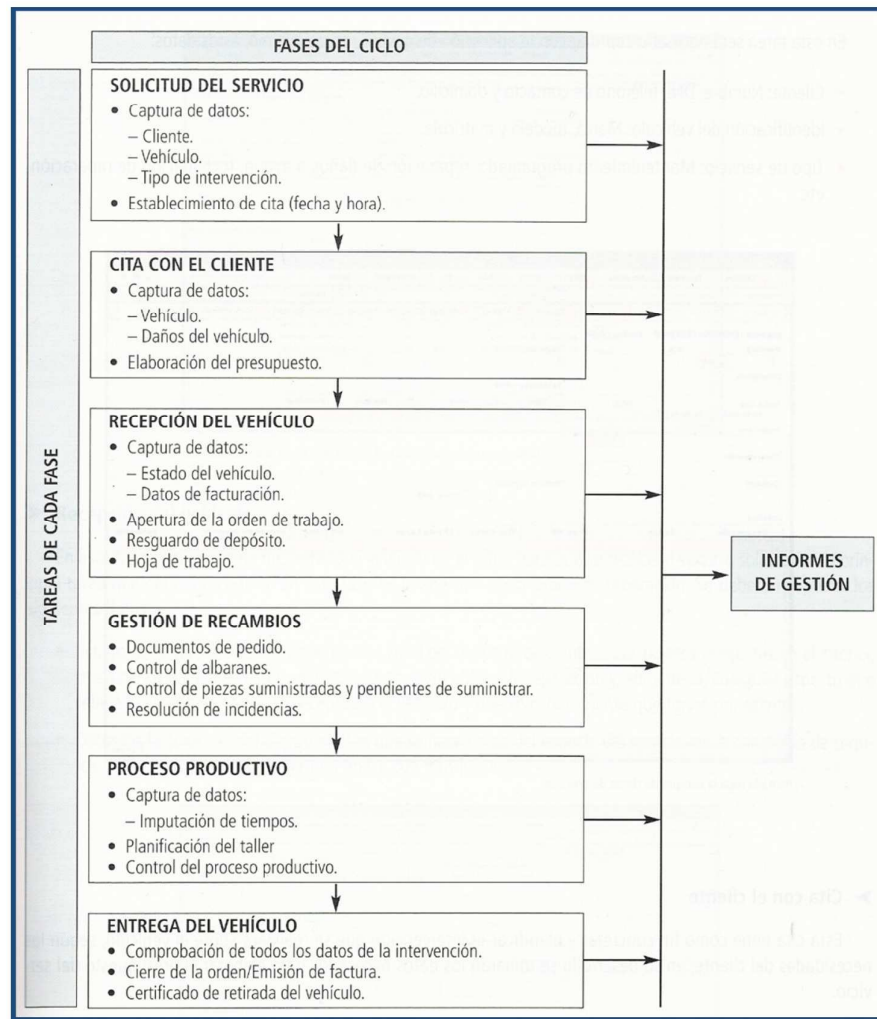 FASES DEL CICLO
TAREAS DE CADA FASE
SOLICITUD DEL SERVICIO
• Captura de datos:
– Cliente.
– Vehículo.
– Tipo de intervención.
• Establecimiento de cita (fecha y hora).
CITA CON EL CLIENTE
• Captura de datos:
– Vehículo.
– Daños del vehículo.
• Elaboración del presupuesto.
RECEPCIÓN DEL VEHÍCULO
• Captura de datos:
– Estado del vehículo.
– Datos de facturación.
• Apertura de la orden de trabajo.
• Resguardo de depósito.
• Hoja de trabajo.
GESTIÓN DE RECAMBIOS
• Documentos de pedido.
• Control de albaranes.
• Control de piezas suministradas y pendientes de suministrar.
• Resolución de incidencias.
PROCESO PRODUCTIVO
• Captura de datos:
– Imputación de tiempos.
• Planificación del taller
• Control del proceso productivo.
ENTREGA DEL VEHÍCULO
• Comprobación de todos los datos de la intervención.
• Cierre de la orden/Emisión de factura.
• Certificado de retirada del vehículo.
INFORMES
DE GESTIÓN